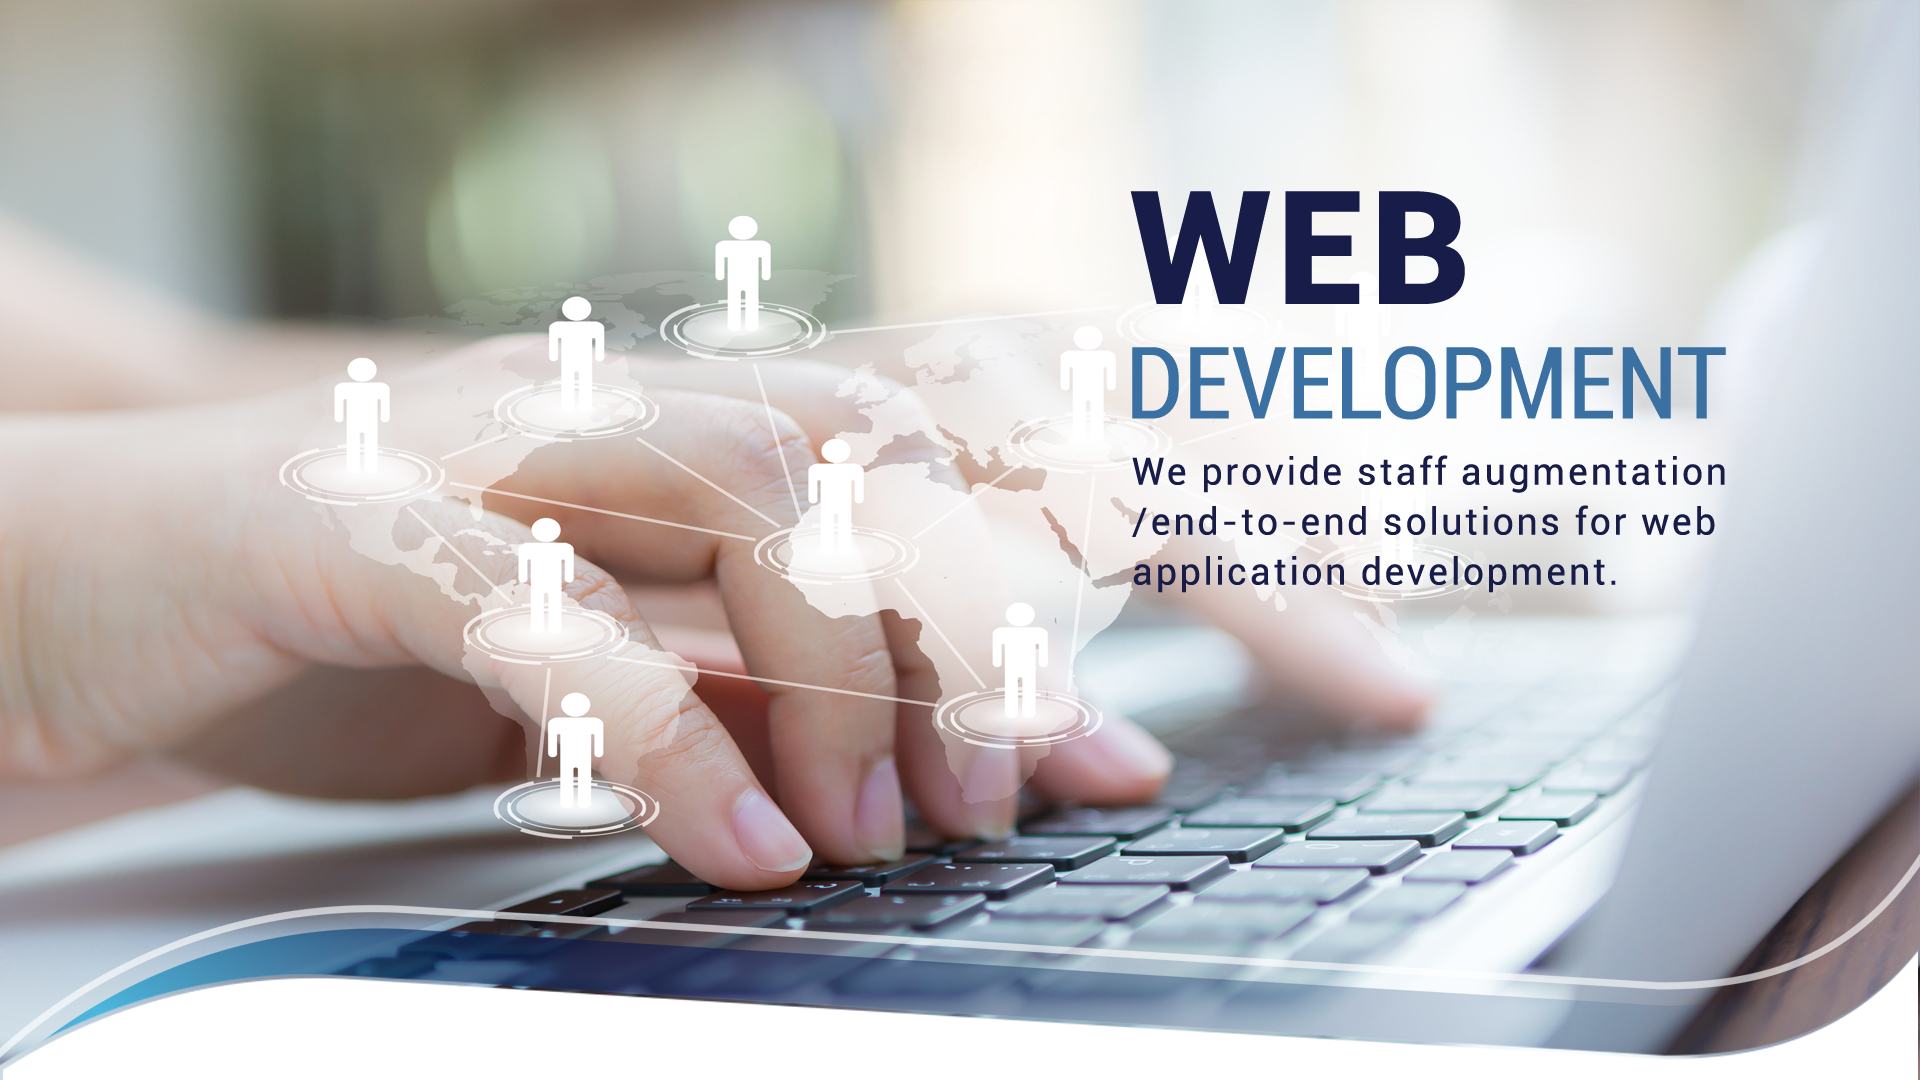 WEB
DEVELOPMENT
We provide staff augmentation
/end-to-end solutions for web
application development.